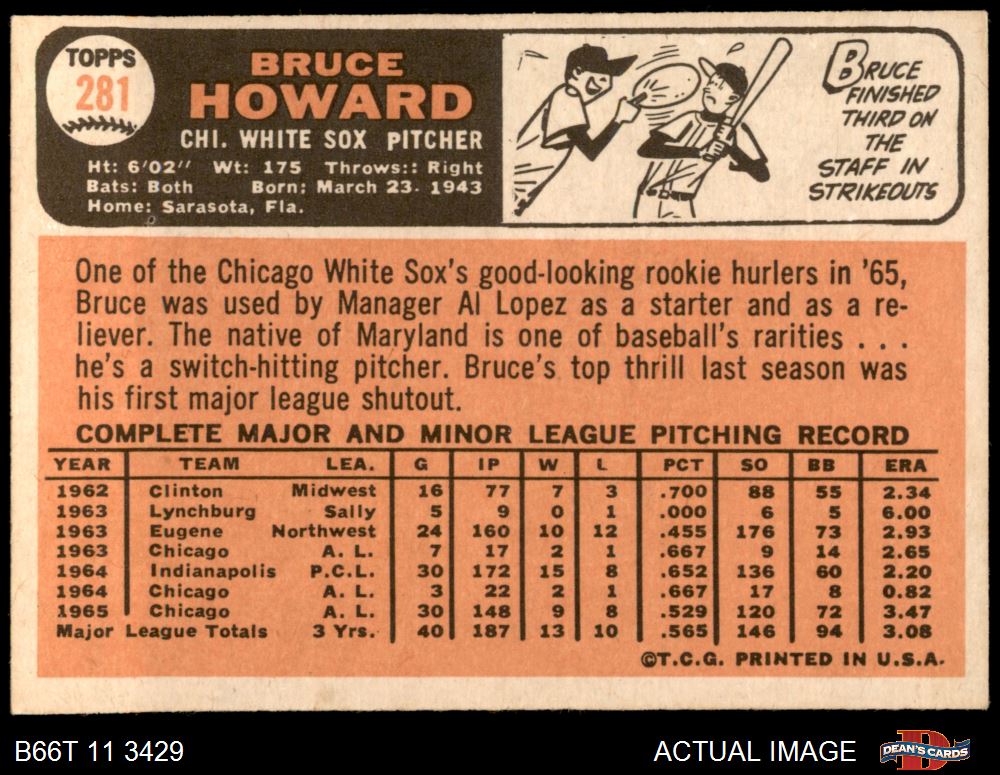 TOPPS
281
BRUCE
HOWARD
CHI. WHITE SOX PITCHER
Ht: 6'02" Wt: 175 Throws:: Right
Bats: Both Born: March 23. 1943
Home: Sarasota, Fla.
BRUCE
FINISHED
THIRD ON
THE
STAFF IN
STRIKEOUTS
One of the Chicago White Sox's good-looking rookie hurlers in '65,
Bruce was used by Manager Al Lopez as a starter and as a re-
liever. The native of Maryland is one of baseball's rarities . . .
he's a switch-hitting pitcher. Bruce's top thrill last season was
his first major league shutout.
COMPLETE MAJOR AND MINOR LEAGUE PITCHING RECORD
YEAR TEAM LEA. G IP W L PCT SO BB ERA
1962 Clinton Midwest 16 77 7 3 .700 88 55 2.34
1963 Lynchburg Sally 5 9 0 1 .000 6 5 6.00
1963 Eugene Northwest 24 160 10 12 .455 176 73 2.93
1963 Chicago A. L. 7 17 2 1 .667 9 14 2.65
1964 Indianapolis P.C.L. 30 172 15 8 .652 136 60 2.20
1964 Chicago A. L. 3 22 2 1 .667 17 8 0.82
1965 Chicago A. L. 30 148 9 8 .529 120 72 3.47
Major League Totals 3 Yrs. 40 187 13 10 .565 146 94 3.08
©T.C.G. PRINTED IN U.S.A.
B66T 11 3429
ACTUAL IMAGE
D
DEAN'S CARDS